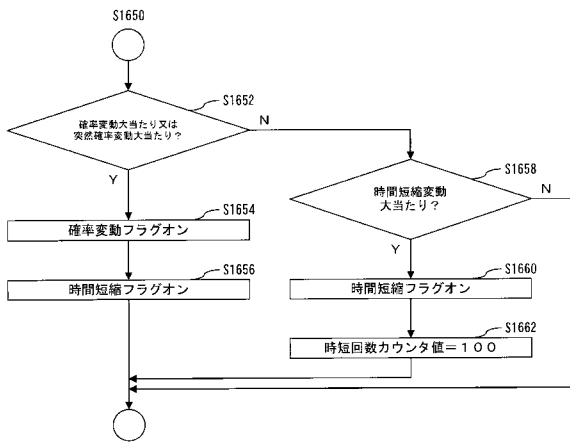 S1650
S1652
確率変動大当たり又は
突然確率変動大当たり？
N
Y
S1654
確率変動フラグオン
S1656
時間短縮フラグオン
S1658
時間短縮変動
大当たり？
N
Y
S1660
時間短縮フラグオン
S1662
時短回数カウンタ値＝１００